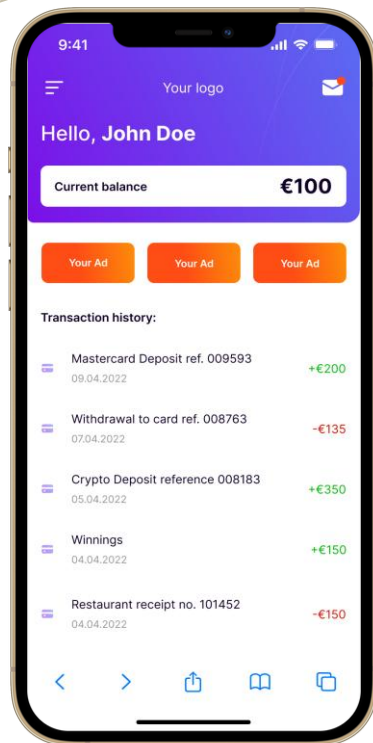 9:41
Your logo
Hello, John Doe
Current balance €100
Your Ad Your Ad Your Ad
Transaction history:
Mastercard Deposit ref. 009593
+€200
09.04.2022
Withdrawal to card ref. 008763
-€135
07.04.2022
Crypto Deposit reference 008183
+€350
05.04.2022
Winnings
+€150
04.04.2022
Restaurant receipt no. 101452
-€150
04.04.2022